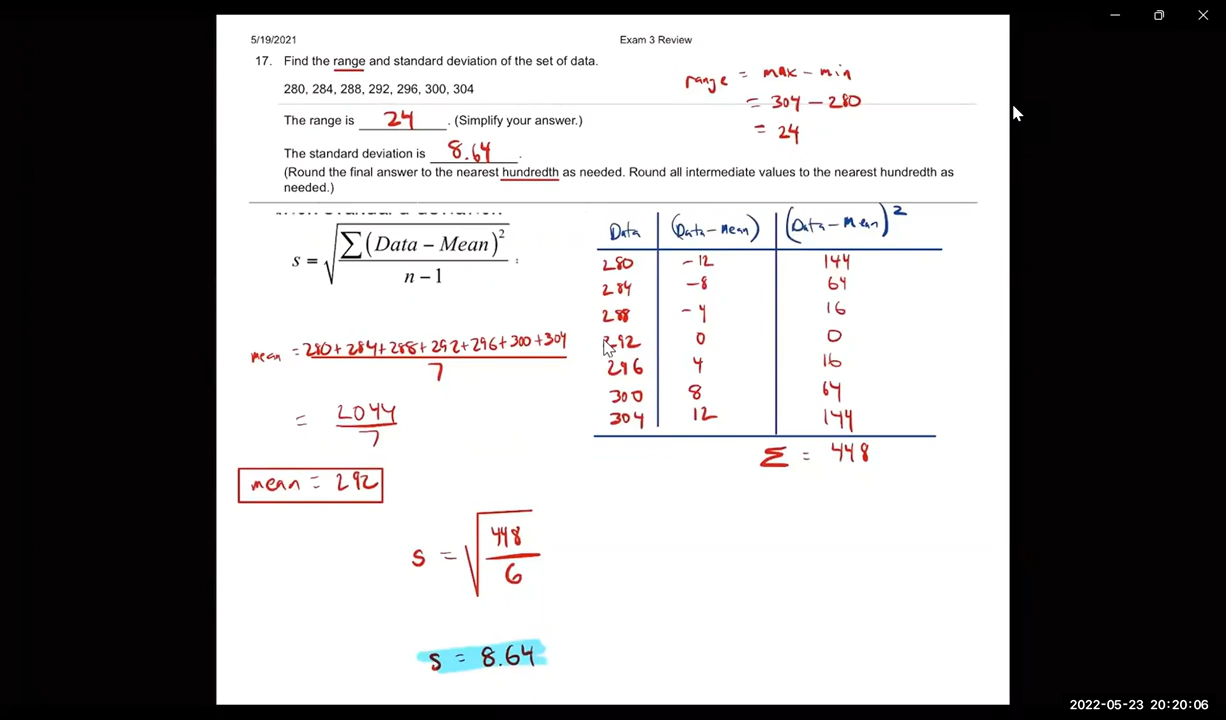 5/19/2021 Exam 3 Review
17. Find the range and standard deviation of the set of data.
280, 284, 288, 292, 296, 300, 304
range = max - min
= 304 - 280
= 24
The range is 24. (Simplify your answer.)
The standard deviation is 8.64.
(Round the final answer to the nearest hundredth as needed. Round all intermediate values to the nearest hundredth as
needed.)
s = √(∑(Data – Mean)² / (n – 1)).
mean = (280+284+288+292+296+300+304) / 7
= 2044 / 7
mean = 292
Data | (Data - Mean) | (Data - Mean)²
280 | -12 | 144
284 | -8 | 64
288 | -4 | 16
292 | 0 | 0
296 | 4 | 16
300 | 8 | 64
304 | 12 | 144
Σ = 448
s = √(448 / 6)
s = 8.64
2022-05-23 20:20:06